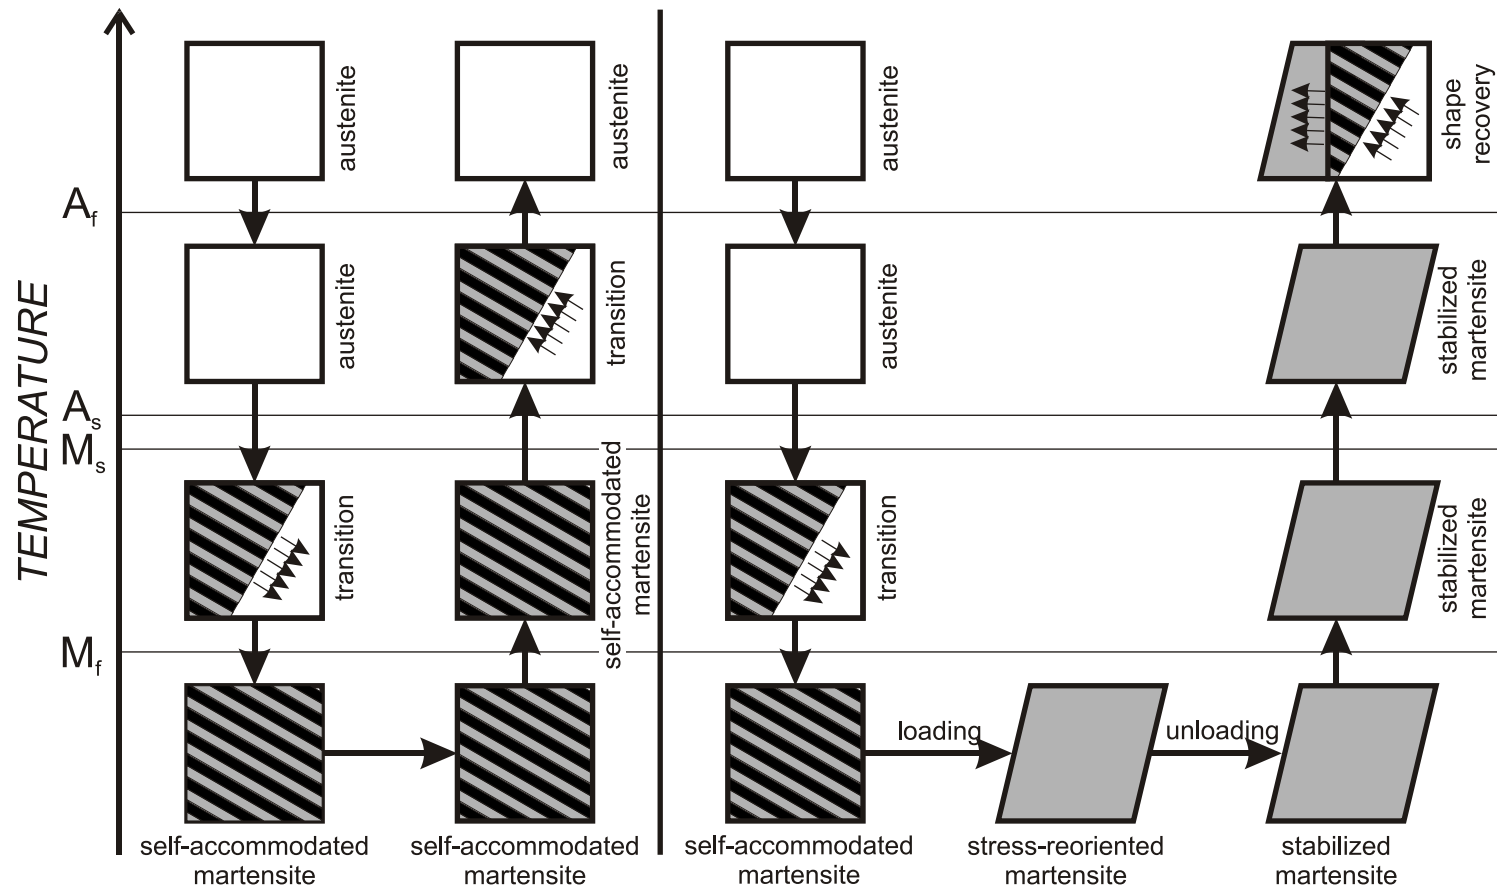 TEMPERATURE
austenite
austenite
austenite
shape
recovery
Af
austenite
transition
austenite
stabilized
martensite
As
Ms
transition
self-accommodated
martensite
transition
stabilized
martensite
Mf
loading
unloading
self-accommodated
martensite
self-accommodated
martensite
self-accommodated
martensite
stress-reoriented
martensite
stabilized
martensite